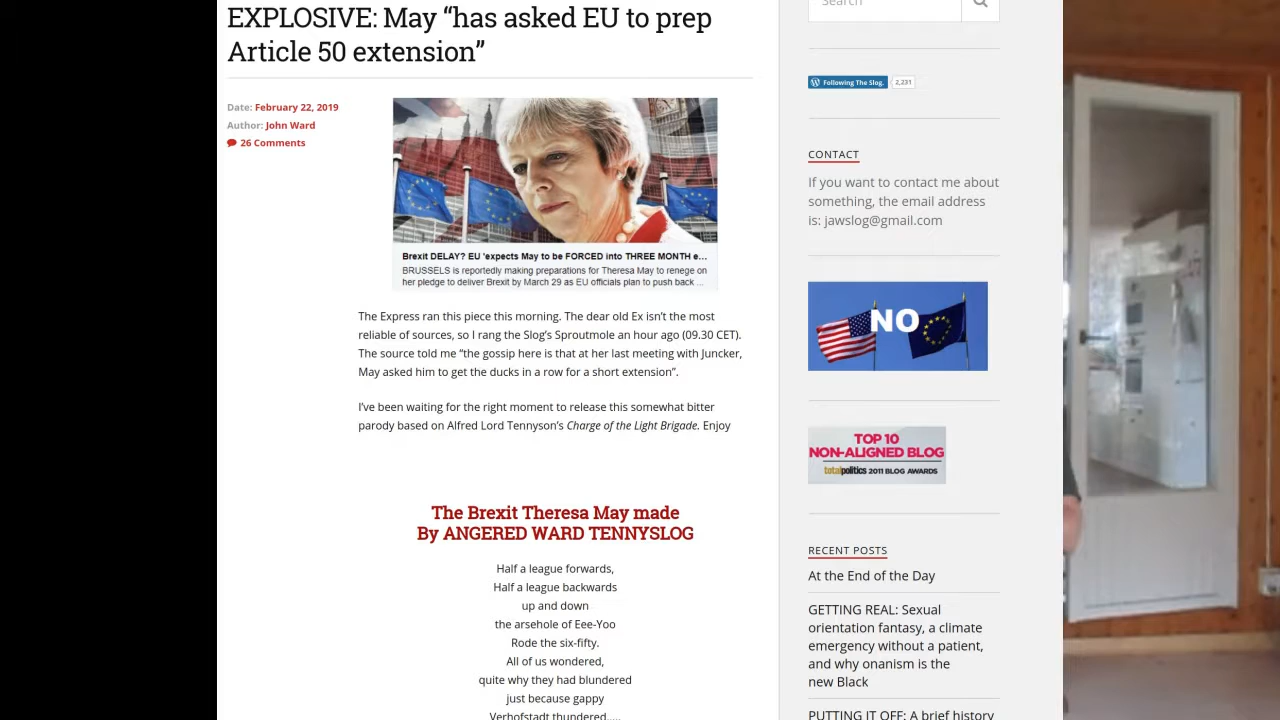 EXPLOSIVE: May “has asked EU to prep
Article 50 extension”
Date: February 22, 2019
Author: John Ward
26 Comments
Brexit DELAY? EU 'expects May to be FORCED into THREE MONTH e...
BRUSSELS is reportedly making preparations for Theresa May to renege on
her pledge to deliver Brexit by March 29 as EU officials plan to push back ...
The Express ran this piece this morning. The dear old Ex isn’t the most
reliable of sources, so I rang the Slog’s Sproutmole an hour ago (09.30 CET).
The source told me “the gossip here is that at her last meeting with Juncker,
May asked him to get the ducks in a row for a short extension”.
I’ve been waiting for the right moment to release this somewhat bitter
parody based on Alfred Lord Tennyson’s Charge of the Light Brigade. Enjoy
The Brexit Theresa May made
By ANGERED WARD TENNYSLOG
Half a league forwards,
Half a league backwards
up and down
the arsehole of Eee-Yoo
Rode the six-fifty.
All of us wondered,
quite why they had blundered
just because gappy
Verhofstadt thundered.....
Search
Following The Slog.
2,231
CONTACT
If you want to contact me about
something, the email address
is: jawslog@gmail.com
NO
TOP 10
NON-ALIGNED BLOG
totalpolitics 2011 BLOG AWARDS
RECENT POSTS
At the End of the Day
GETTING REAL: Sexual
orientation fantasy, a climate
emergency without a patient,
and why onanism is the
new Black
PUTTING IT OFF: A brief history